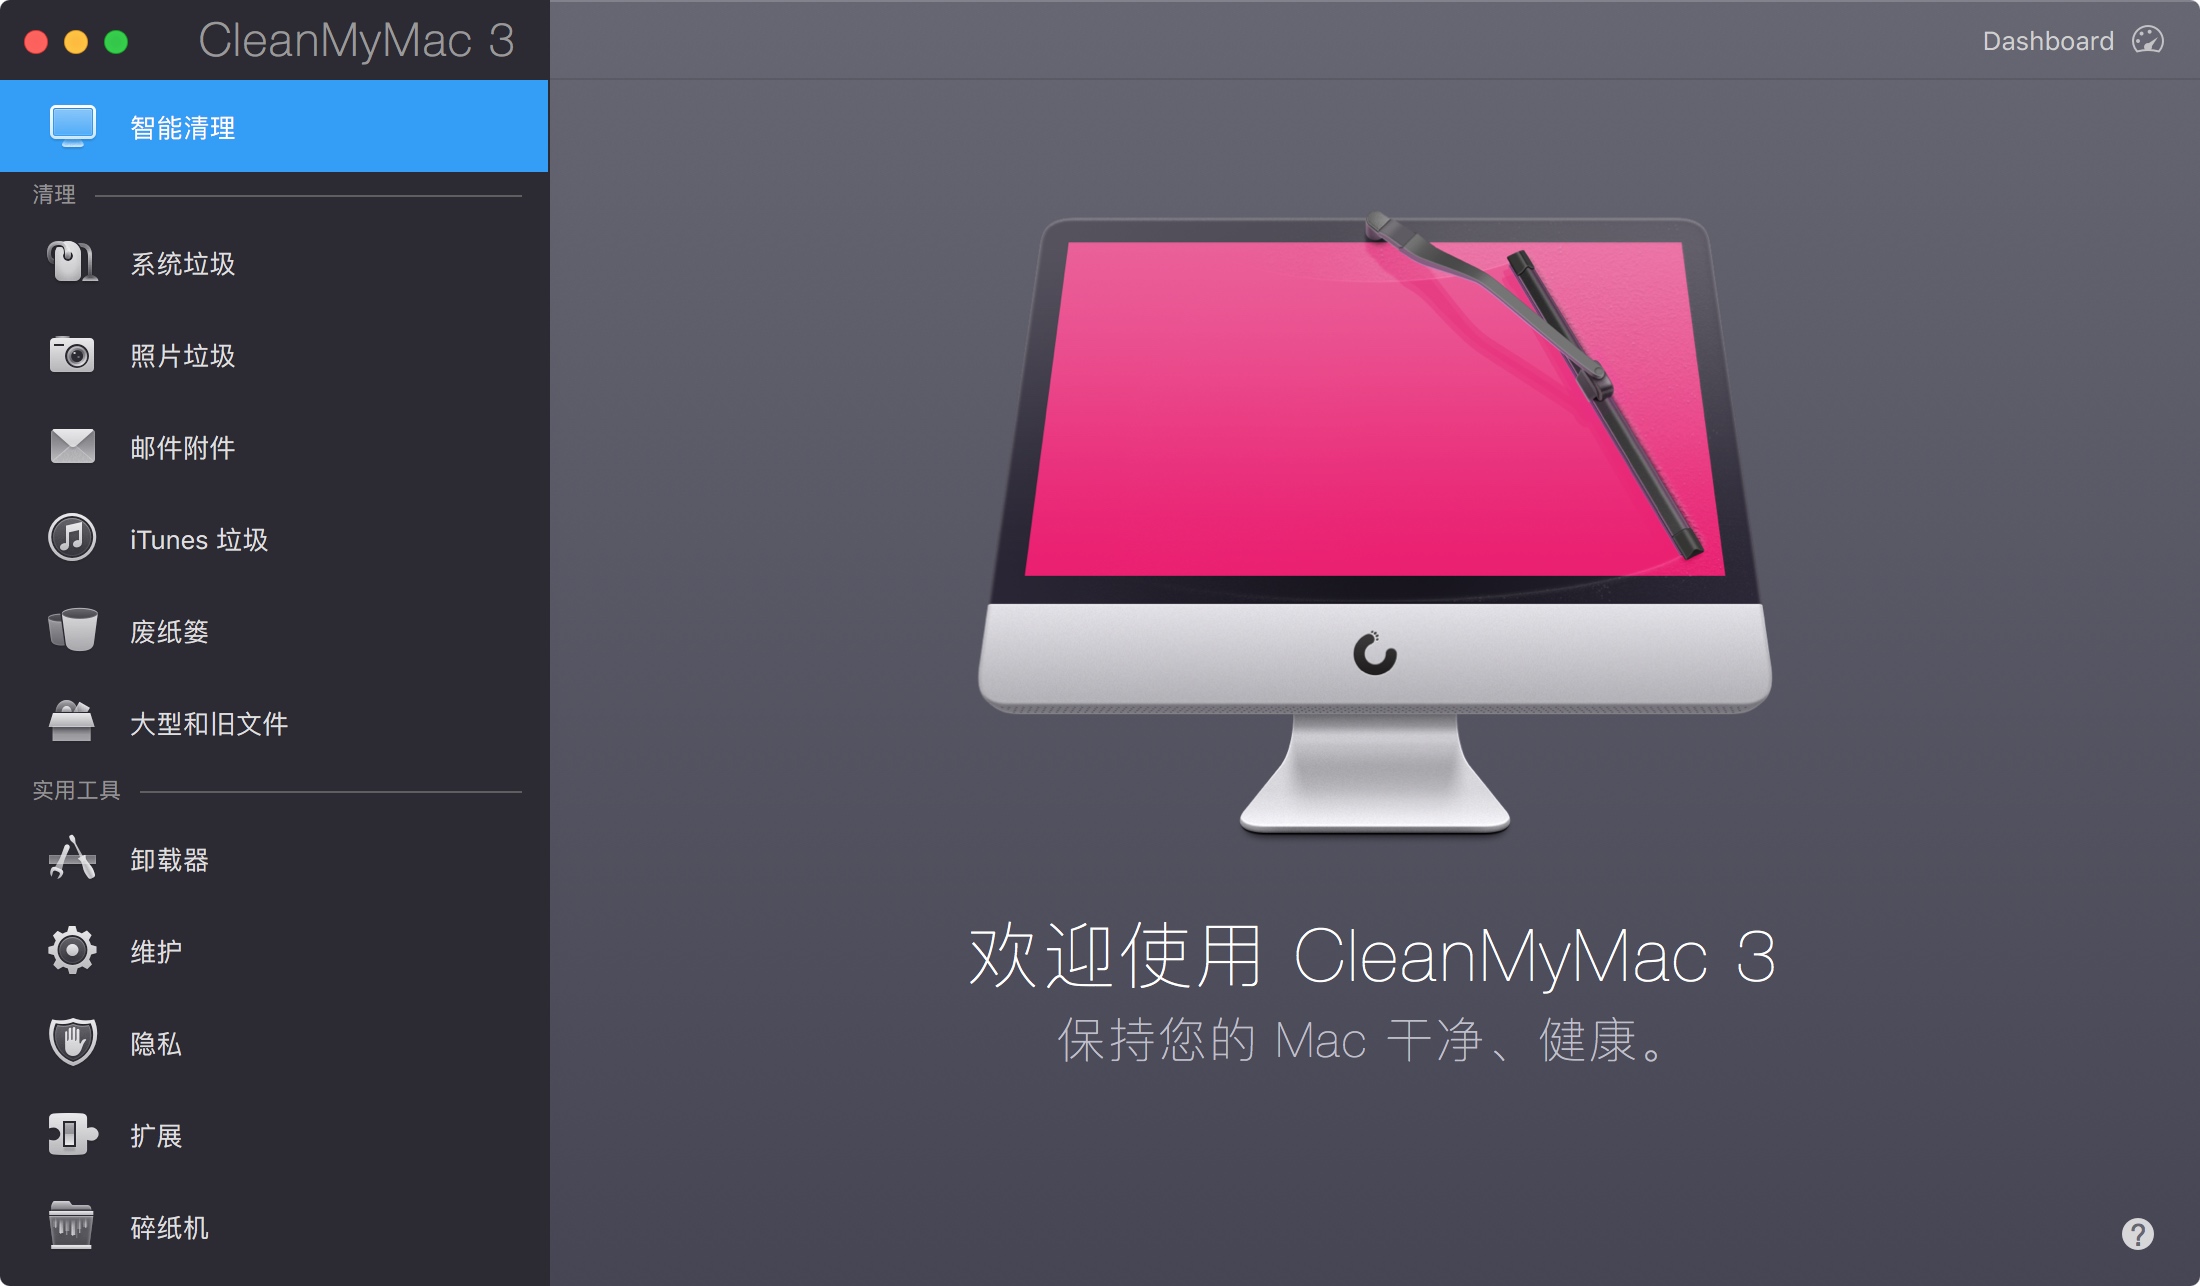 CleanMyMac 3
Dashboard
智能清理
清理
系统垃圾
照片垃圾
邮件附件
iTunes 垃圾
废纸篓
大型和旧文件
实用工具
卸载器
维护
隐私
扩展
碎纸机
欢迎使用 CleanMyMac 3
保持您的 Mac 干净、健康。
?